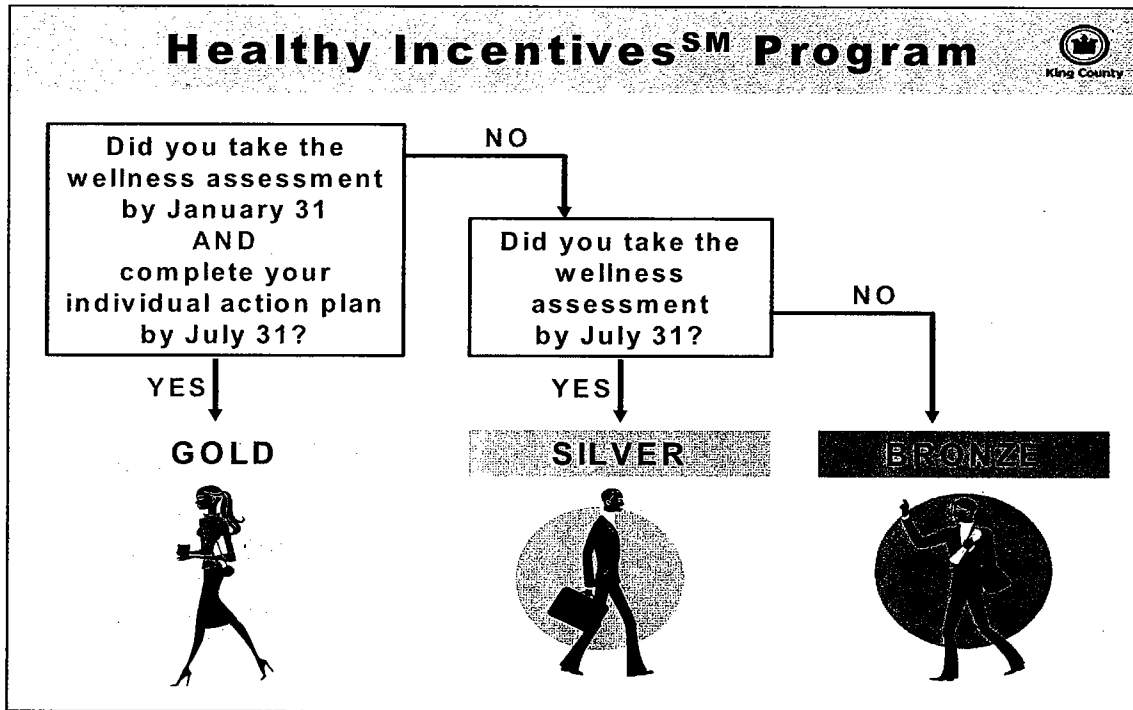 Healthy Incentives℠ Program
King County
Did you take the
wellness assessment
by January 31
AND
complete your
individual action plan
by July 31?
NO
Did you take the
wellness
assessment
by July 31?
NO
YES
YES
GOLD
SILVER
BRONZE